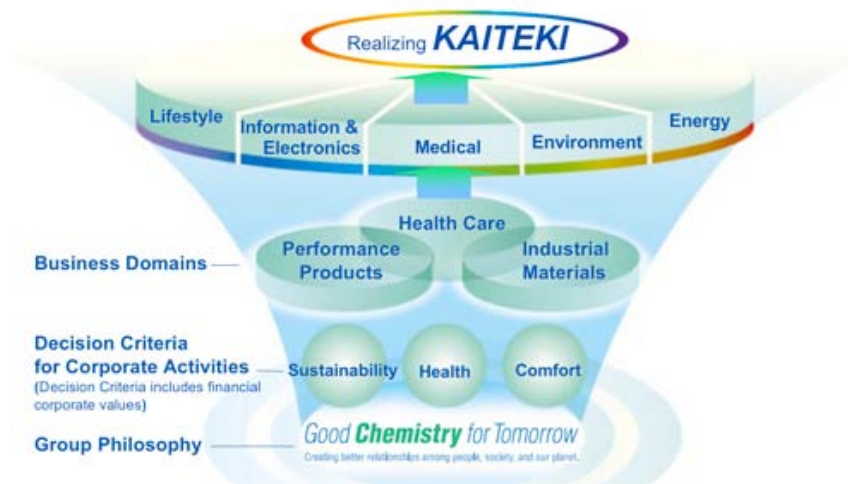 Realizing KAITEKI
Lifestyle
Information &
Electronics
Medical
Environment
Energy
Health Care
Performance
Products
Industrial
Materials
Business Domains
Decision Criteria
for Corporate Activities
(Decision Criteria includes financial
corporate values)
Sustainability
Health
Comfort
Group Philosophy
Good Chemistry for Tomorrow
Creating better relationships among people, society, and our planet.